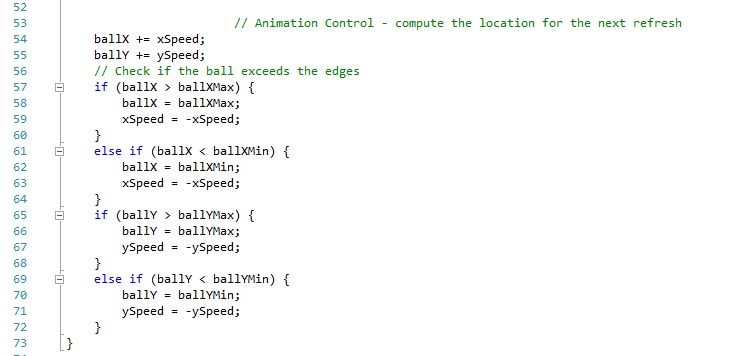 52
53 // Animation Control - compute the location for the next refresh
54 ballX += xSpeed;
55 ballY += ySpeed;
56 // Check if the ball exceeds the edges
57 if (ballX > ballXMax) {
58 ballX = ballXMax;
59 xSpeed = -xSpeed;
60 }
61 else if (ballX < ballXMin) {
62 ballX = ballXMin;
63 xSpeed = -xSpeed;
64 }
65 if (ballY > ballYMax) {
66 ballY = ballYMax;
67 ySpeed = -ySpeed;
68 }
69 else if (ballY < ballYMin) {
70 ballY = ballYMin;
71 ySpeed = -ySpeed;
72 }
73 }